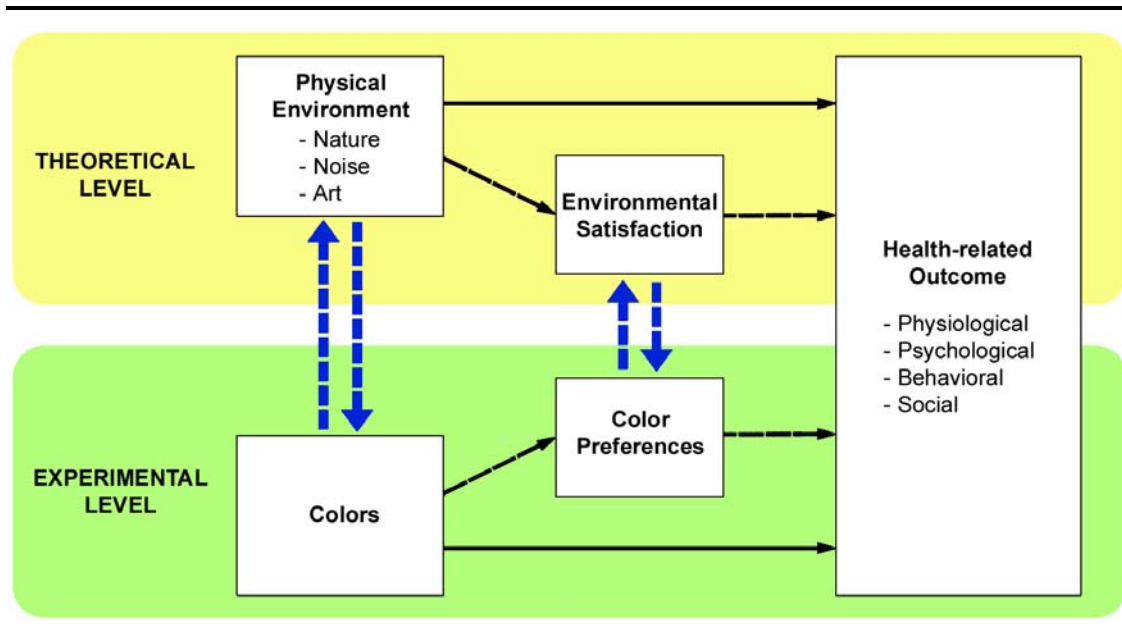 THEORETICAL
LEVEL
Physical
Environment
- Nature
- Noise
- Art
Environmental
Satisfaction
Health-related
Outcome
- Physiological
- Psychological
- Behavioral
- Social
EXPERIMENTAL
LEVEL
Colors
Color
Preferences